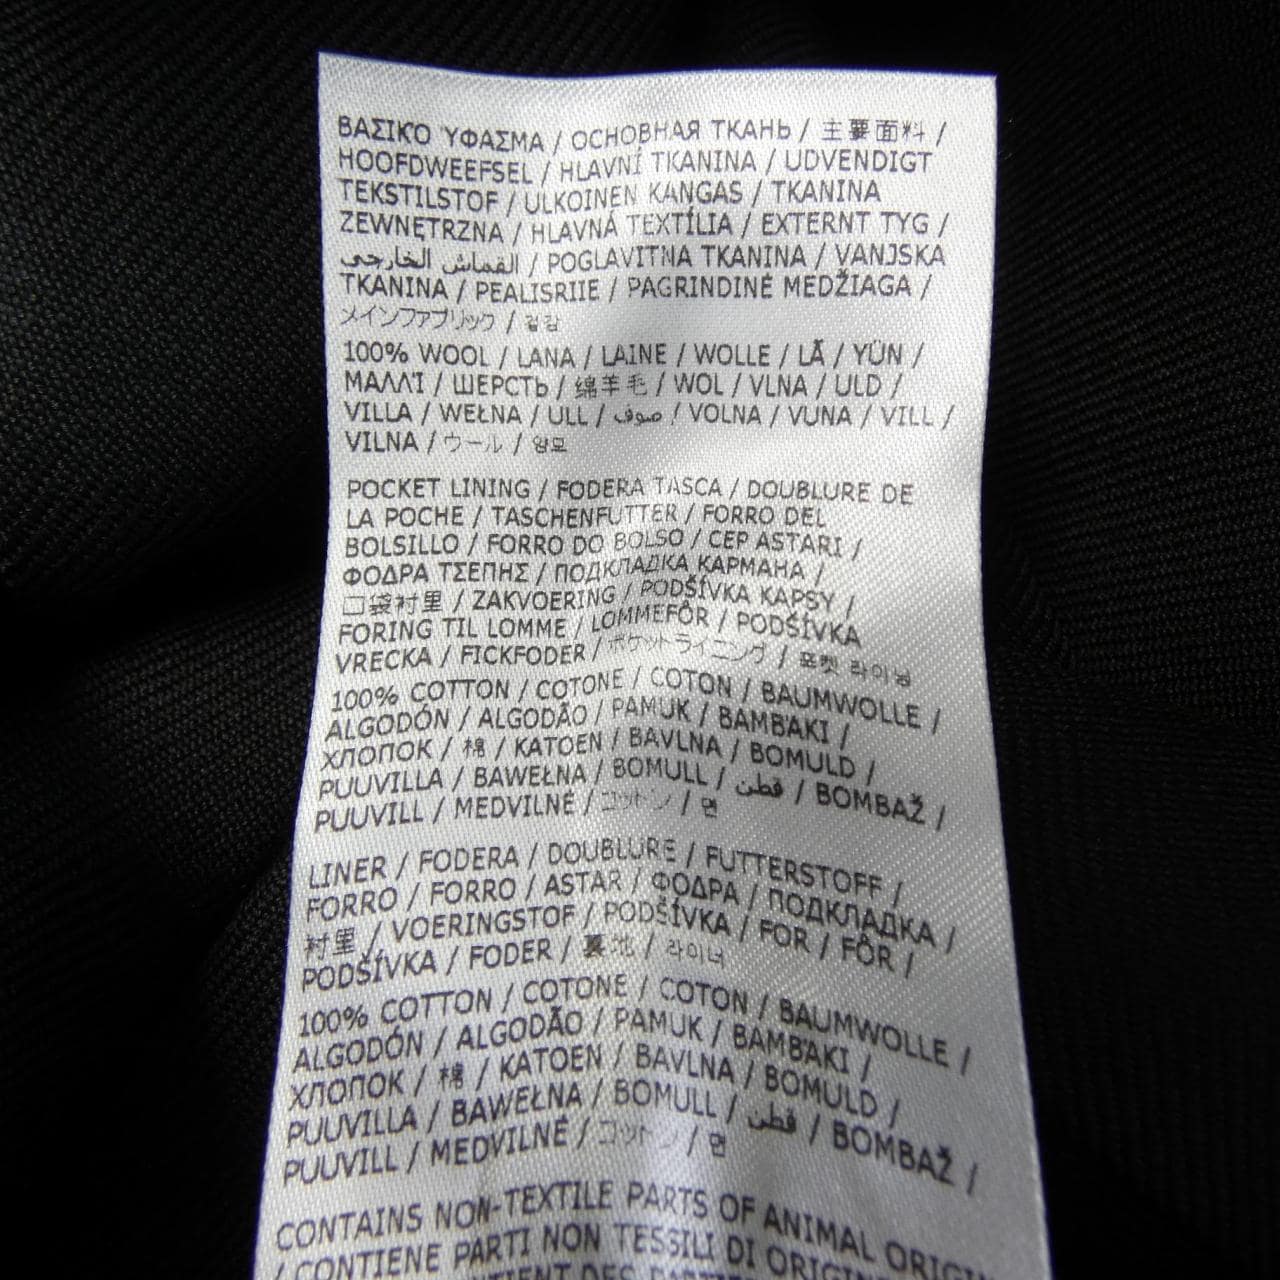 ΒΑΣΙΚΌ ΎΦΑΣΜΑ / ОСНОВНАЯ ТКАНЬ / 主要面料 /
HOOFDWEEFSEL / HLAVNÍ TKANINA / UDVENDIGT
TEKSTILSTOF / ULKOINEN KANGAS / TKANINA
ZEWNĘTRZNA / HLAVNÁ TEXTÍLIA / EXTERNT TYG /
القماش الخارجي / POGLAVITNA TKANINA / VANJSKA
TKANINA / PEALISRIIE / PAGRINDINĖ MEDŽIAGA /
メインファブリック / 겉감
100% WOOL / LANA / LAINE / WOLLE / LÃ / YÜN /
ΜΑΛΛΊ / ШЕРСТЬ / 绵羊毛 / WOL / VLNA / ULD /
VILLA / WEŁNA / ULL / صوف / VOLNA / VUNA / VILL /
VILNA / ウール / 양모
POCKET LINING / FODERA TASCA / DOUBLURE DE
LA POCHE / TASCHENFUTTER / FORRO DEL
BOLSILLO / FORRO DO BOLSO / CEP ASTARI /
ΦΟΔΡΑ ΤΣΕΠΗΣ / ПОДКЛАДКА КАРМАНА /
口袋衬里 / ZAKVOERING / PODŠÍVKA KAPSY /
FORING TIL LOMME / LOMMEFÔR / PODŠÍVKA
VRECKA / FICKFODER / ポケットライニング / 포켓 라이닝
100% COTTON / COTONE / COTON / BAUMWOLLE /
ALGODÓN / ALGODÃO / PAMUK / ΒΑΜΒΆΚΙ /
ХЛОПОК / 棉 / KATOEN / BAVLNA / BOMULD /
PUUVILLA / BAWEŁNA / BOMULL / قطن / BOMBAŽ /
PUUVILL / MEDVILNĖ / コットン / 면
LINER / FODERA / DOUBLURE / FUTTERSTOFF /
FORRO / FORRO / ASTAR / ΦΟΔΡΑ / ПОДКЛАДКА /
衬里 / VOERINGSTOF / PODŠÍVKA / FOR / FÔR /
PODŠÍVKA / FODER / 裏地 / 라이너
100% COTTON / COTONE / COTON / BAUMWOLLE /
ALGODÓN / ALGODÃO / PAMUK / ΒΑΜΒΆΚΙ /
ХЛОПОК / 棉 / KATOEN / BAVLNA / BOMULD /
PUUVILLA / BAWEŁNA / BOMULL / قطن / BOMBAŽ /
PUUVILL / MEDVILNĖ / コットン / 면
CONTAINS NON-TEXTILE PARTS OF ANIMAL ORIGIN
/ CONTIENE PARTI NON TESSILI DI